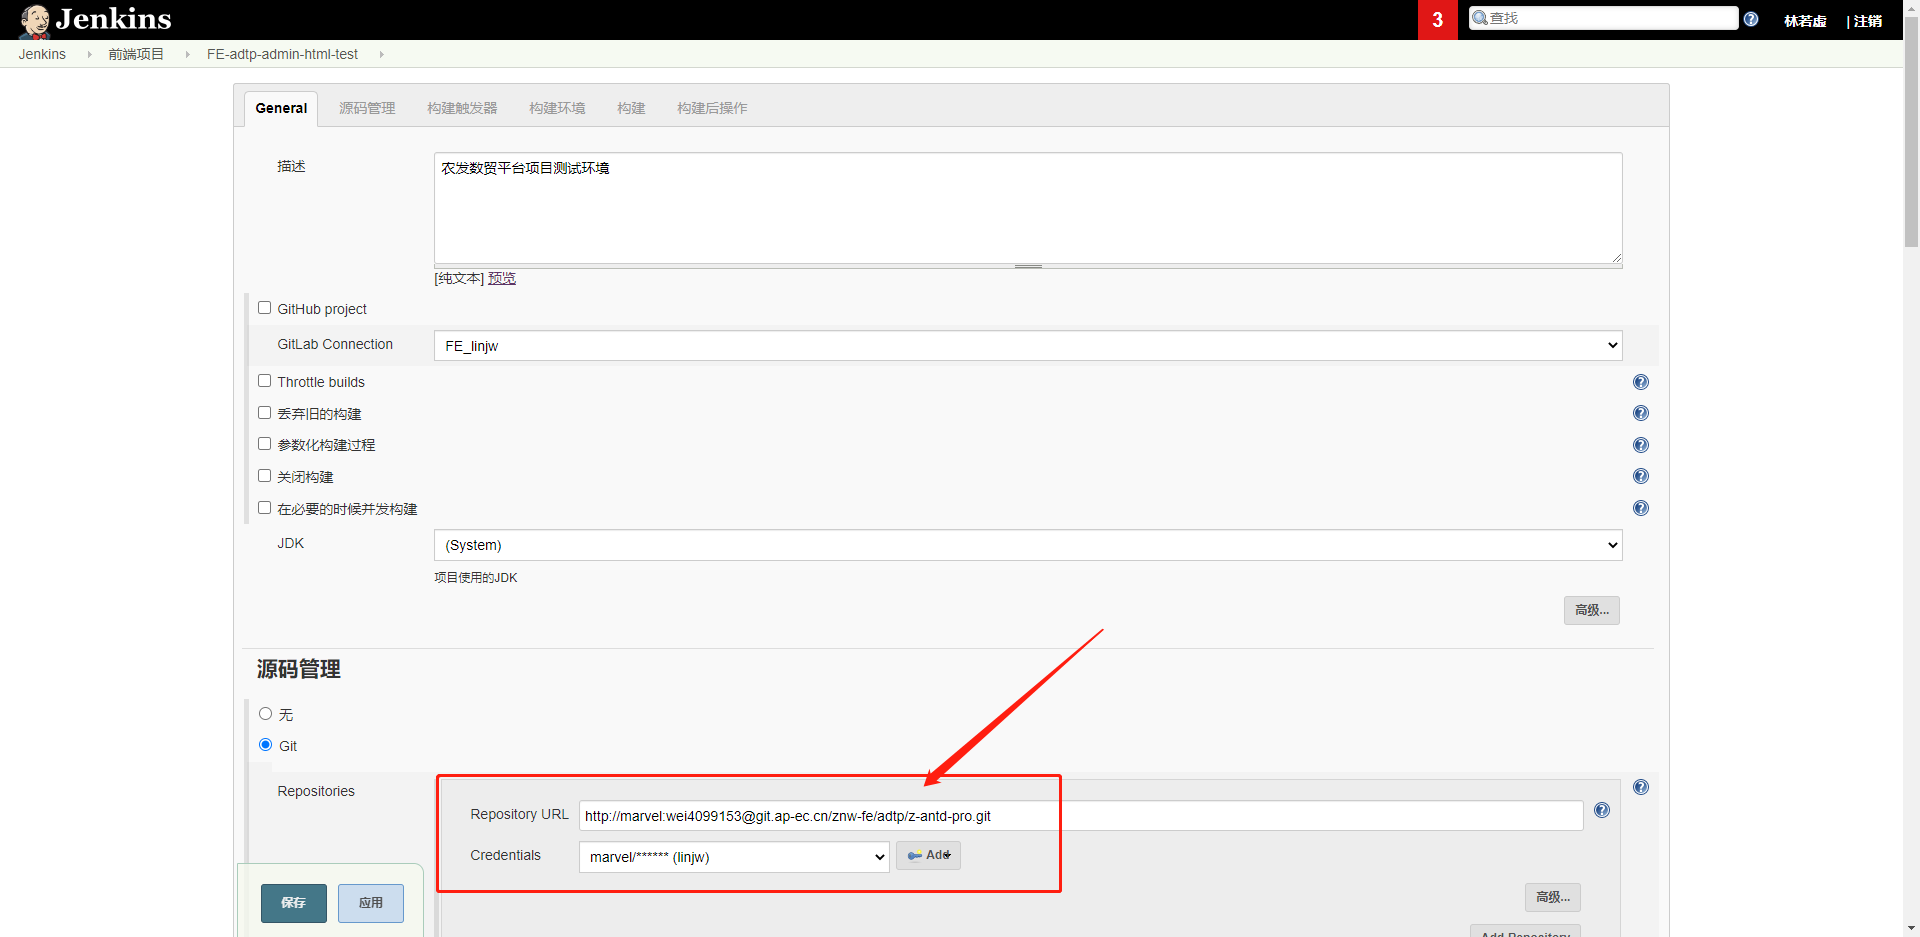 Jenkins
3
查找
林若虚
| 注销
Jenkins
前端项目
FE-adtp-admin-html-test
General
源码管理
构建触发器
构建环境
构建
构建后操作
描述
农发数贸平台项目测试环境
[纯文本] 预览
GitHub project
GitLab Connection
FE_linjw
Throttle builds
丢弃旧的构建
参数化构建过程
关闭构建
在必要的时候并发构建
JDK
(System)
项目使用的JDK
高级...
源码管理
无
Git
Repositories
Repository URL
http://marvel:wei4099153@git.ap-ec.cn/znw-fe/adtp/z-antd-pro.git
Credentials
marvel/****** (linjw)
Add
高级...
保存
应用
Add Repository